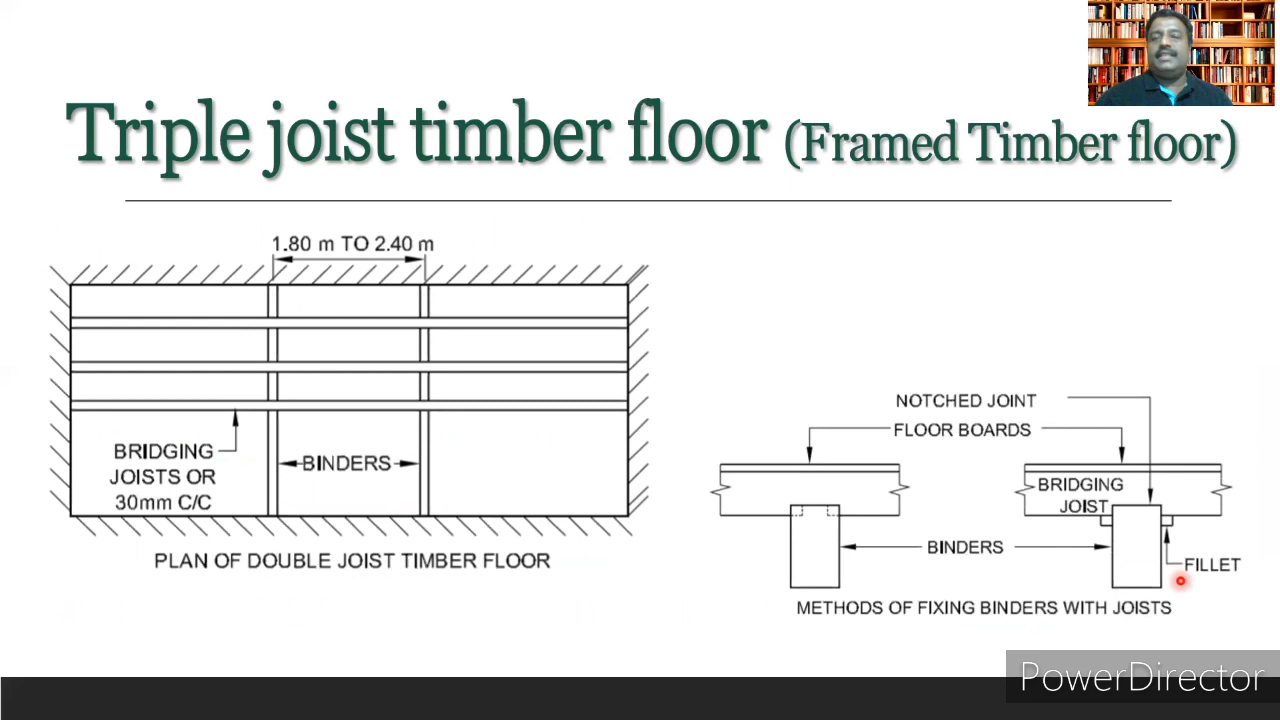 Triple joist timber floor (Framed Timber floor)
1.80 m TO 2.40 m
BRIDGING
JOISTS OR
30mm C/C
BINDERS
PLAN OF DOUBLE JOIST TIMBER FLOOR
NOTCHED JOINT
FLOOR BOARDS
BRIDGING
JOIST
BINDERS
FILLET
METHODS OF FIXING BINDERS WITH JOISTS
PowerDirector